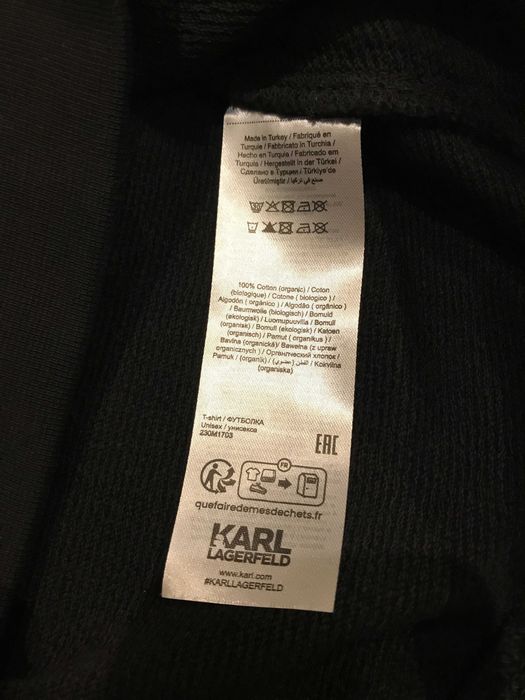 Made in Turkey / Fabriqué en
Turquie / Fabbricato in Turchia /
Hecho en Turquía / Fabricado em
Turquia / Hergestellt in der Türkei /
Сделано в Турции / Türkiye'de
Üretilmiştir / صنع في تركيا
100% Cotton (organic) / Coton
(biologique) / Cotone ( biologico ) /
Algodón ( orgánico ) / Algodão ( orgânico )
/ Baumwolle (biologisch) / Bomuld
(økologisk) / Luomupuuvilla / Bomull
(organisk) / Bomull (økologisk) / Katoen
(organisch) / Pamut ( organikus ) /
Bavlna (organická)/ Bawełna (z upraw
organicznych ) / Органический хлопок /
Pamuk / (organik) / القطن (عضوي) / Kokvilna
(organiska)
T-shirt / ФУТБОЛКА
Unisex / унисекс
230M1703
EAC
FR
quefairedemesdechets.fr
KARL
LAGERFELD
www.karl.com
#KARLLAGERFELD